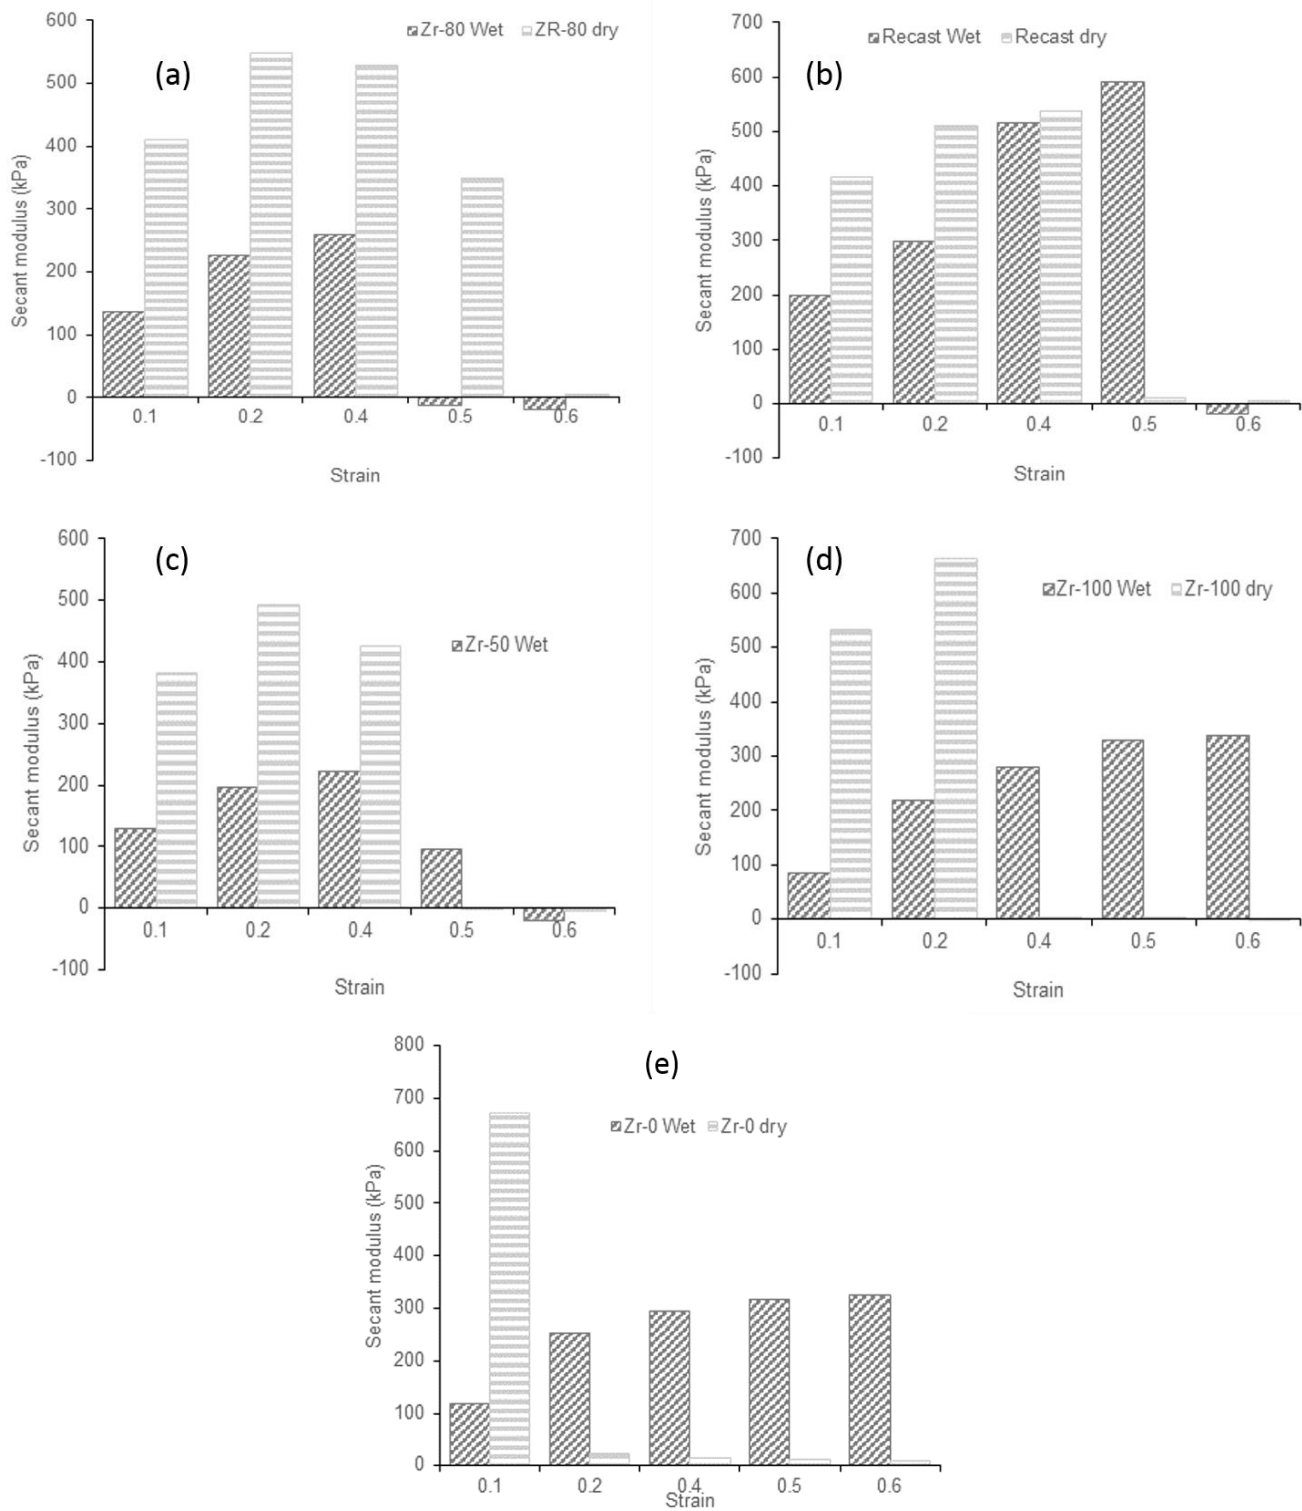 600
Zr-80 Wet ZR-80 dry
500
(a)
400
300
200
100
0
-100
Secant modulus (kPa)
0.1 0.2 0.4 0.5 0.6
Strain
700
Recast Wet Recast dry
600
(b)
500
400
300
200
100
0
-100
Secant modulus (kPa)
0.1 0.2 0.4 0.5 0.6
Strain
600
(c)
500
Zr-50 Wet
400
300
200
100
0
-100
Secant modulus (kPa)
0.1 0.2 0.4 0.5 0.6
Strain
700
(d)
600
Zr-100 Wet Zr-100 dry
500
400
300
200
100
0
-100
Secant modulus (kPa)
0.1 0.2 0.4 0.5 0.6
Strain
800
(e)
700
Zr-0 Wet Zr-0 dry
600
500
400
300
200
100
0
Secant modulus (kPa)
0.1 0.2 0.4 0.5 0.6
Strain